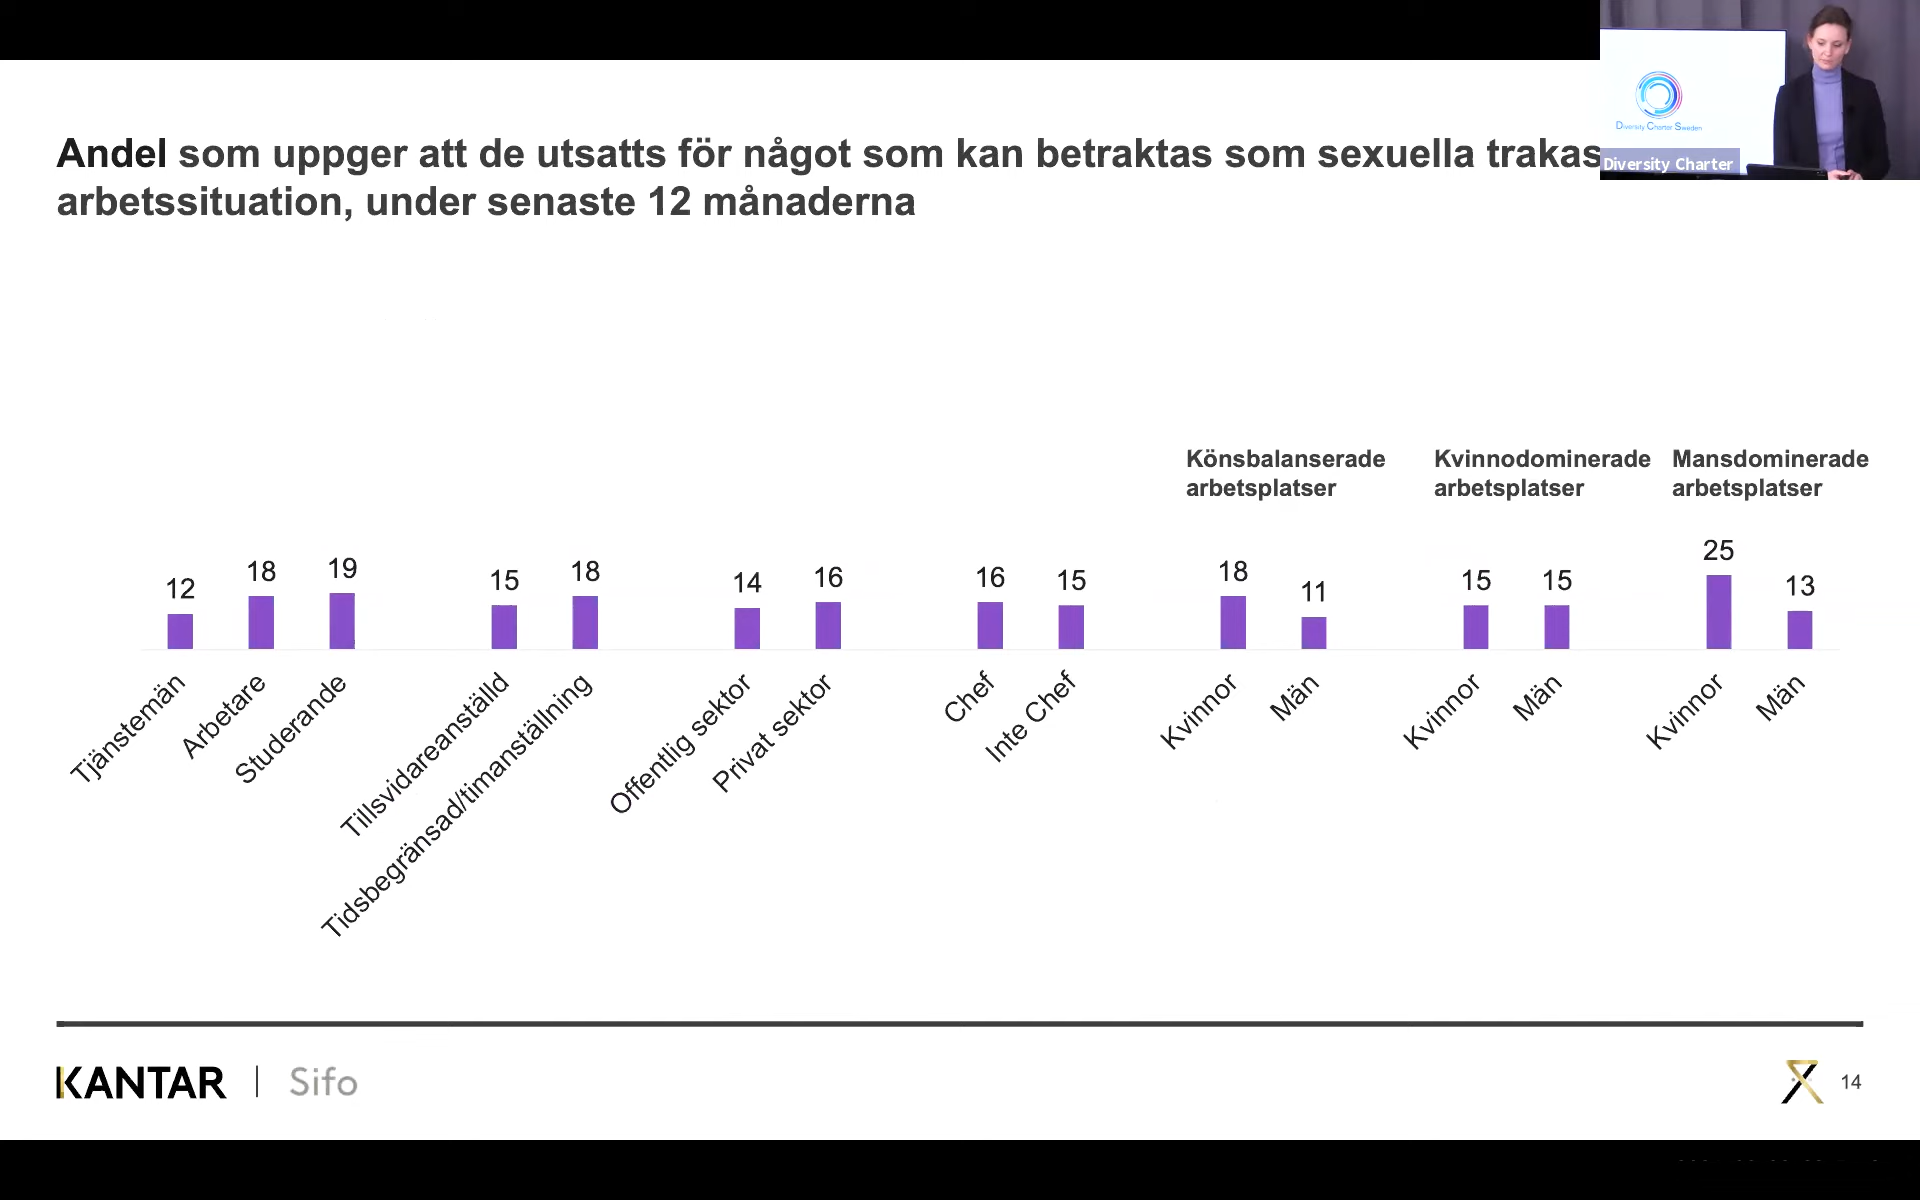 Diversity Charter Sweden
Diversity Charter
Andel som uppger att de utsatts för något som kan betraktas som sexuella trakas
arbetssituation, under senaste 12 månaderna
Könsbalanserade
arbetsplatser
Kvinnodominerade
arbetsplatser
Mansdominerade
arbetsplatser
12
18
19
15
18
14
16
16
15
18
11
15
15
25
13
Tjänstemän
Arbetare
Studerande
Tillsvidareanställd
Tidsbegränsad/timanställning
Offentlig sektor
Privat sektor
Chef
Inte Chef
Kvinnor
Män
Kvinnor
Män
Kvinnor
Män
KANTAR | Sifo
14